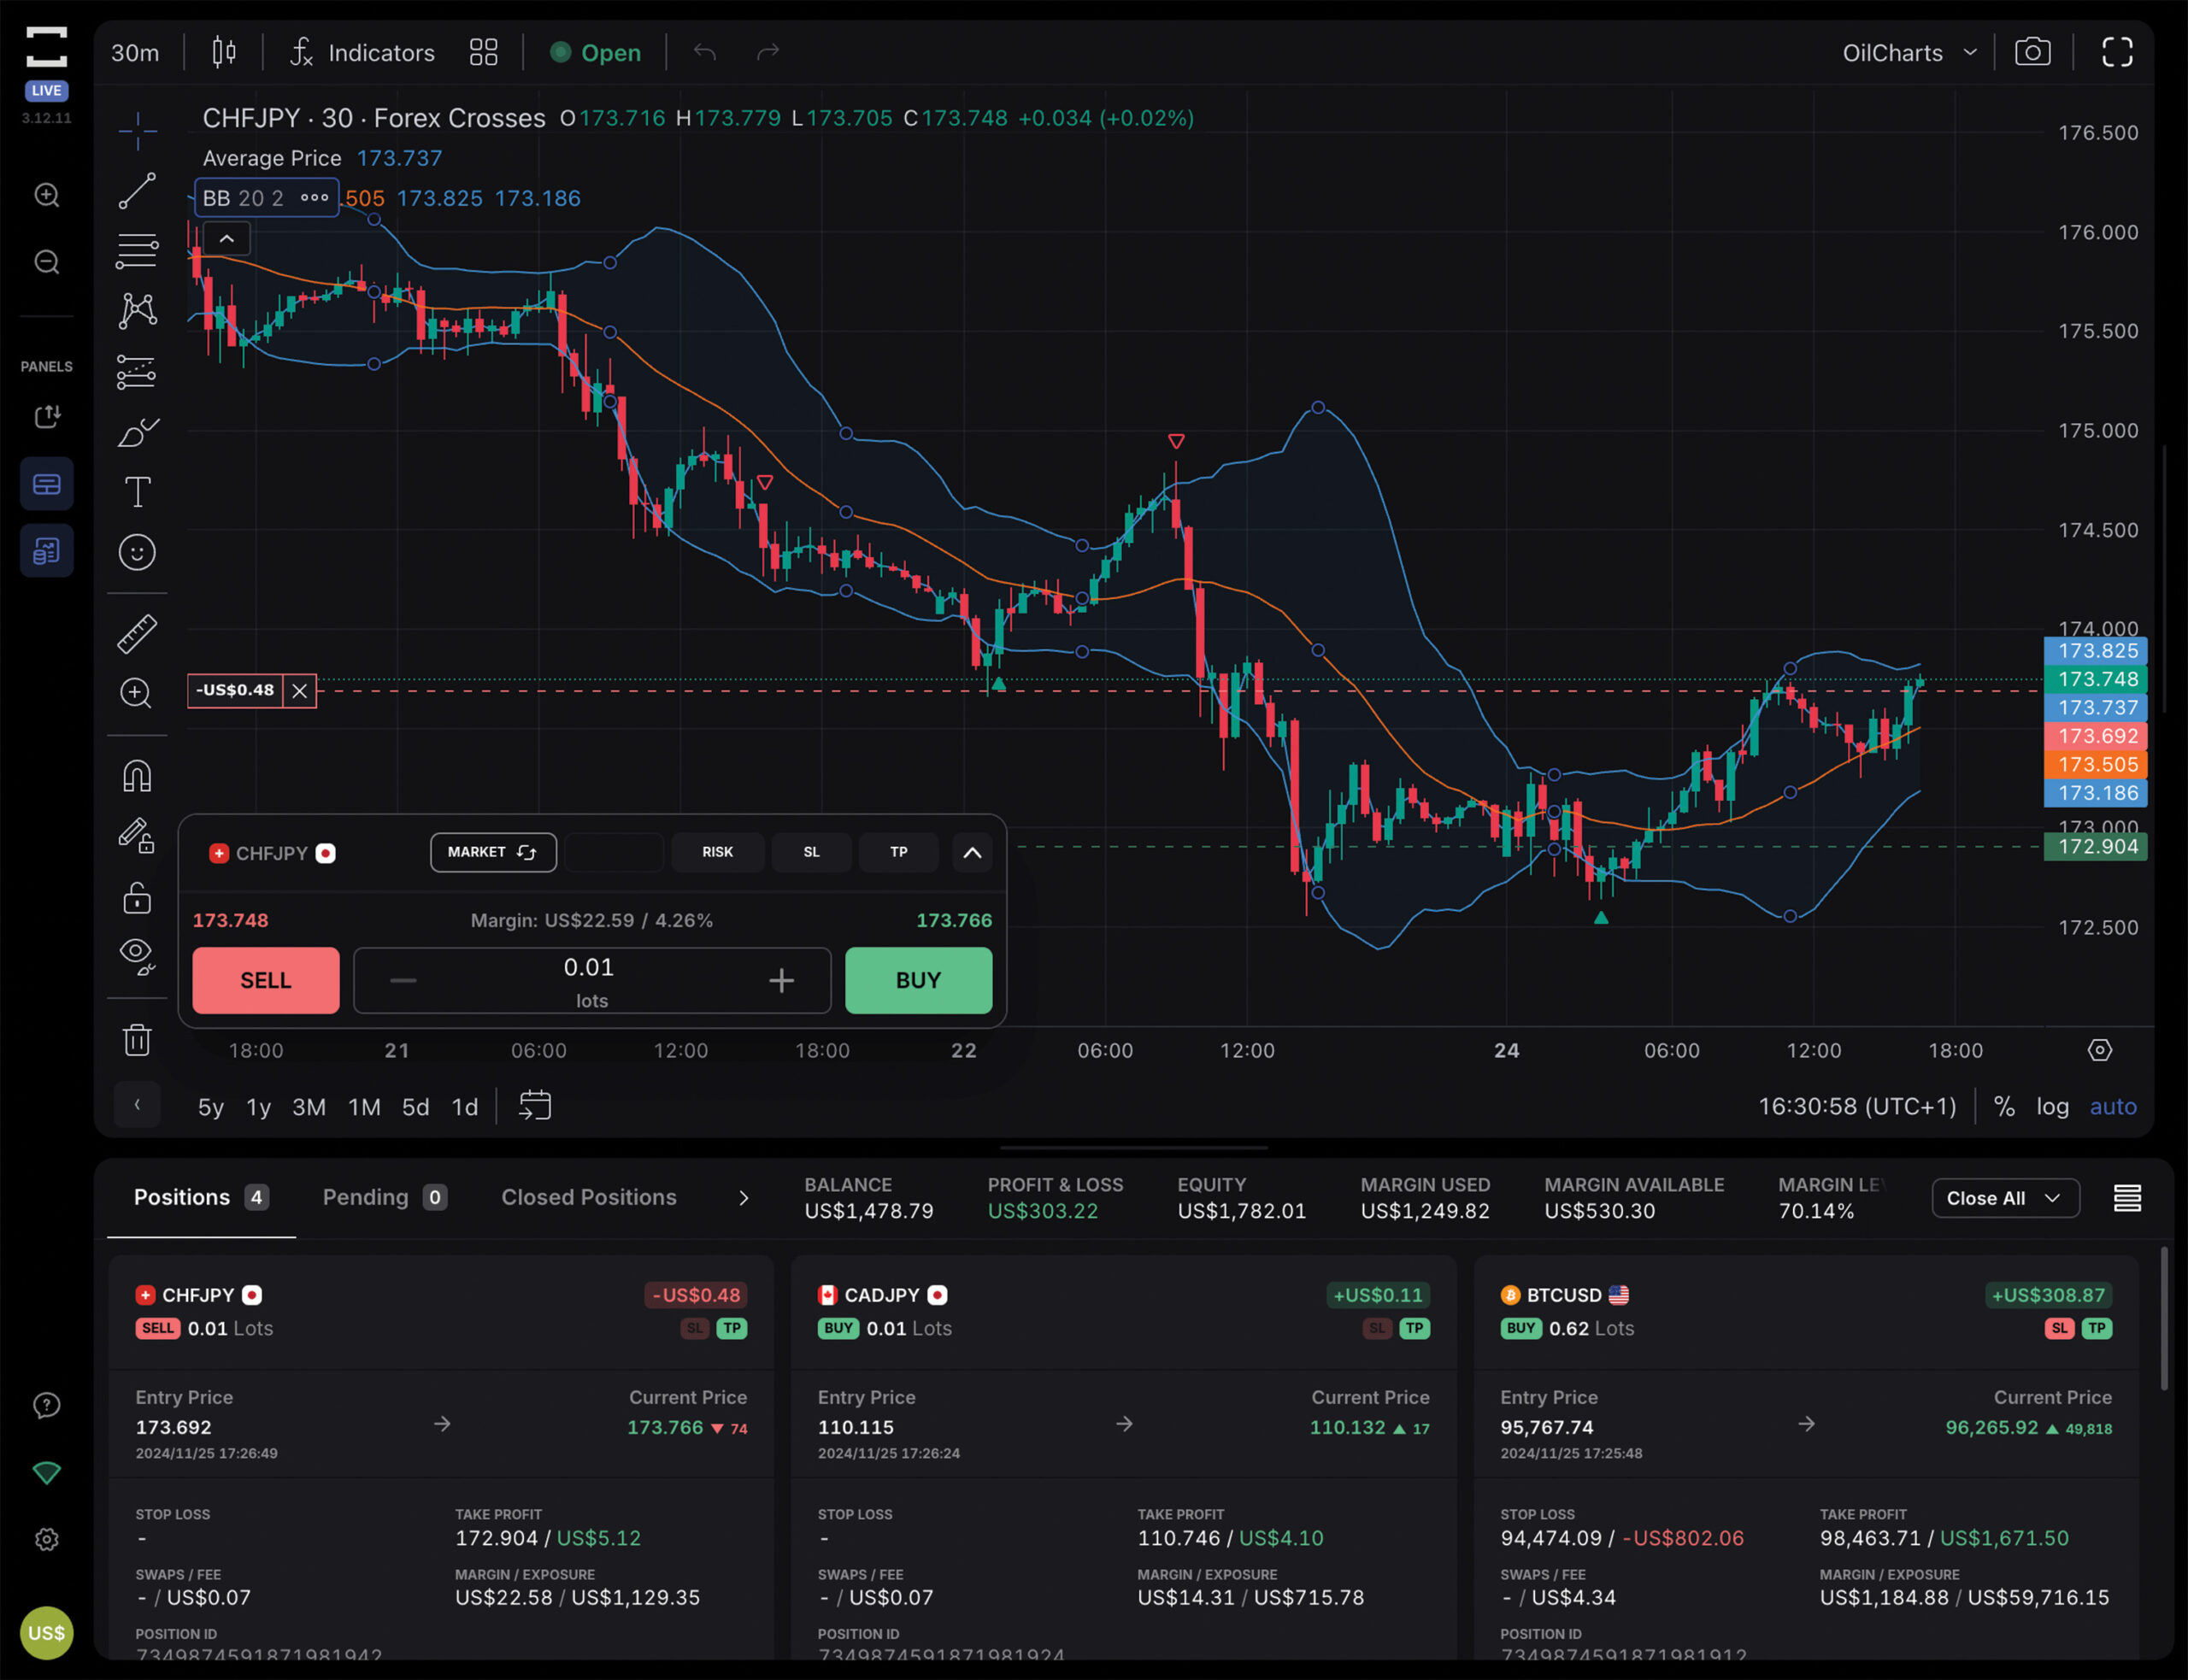 LIVE
3.12.11
PANELS
US$
30m Indicators Open OilCharts
CHFJPY · 30 · Forex Crosses O173.716 H173.779 L173.705 C173.748 +0.034 (+0.02%)
Average Price 173.737
BB 20 2 .505 173.825 173.186
176.500
176.000
175.500
175.000
174.500
174.000
173.825
173.748
173.737
173.692
173.505
173.186
173.000
172.904
172.500
-US$0.48
CHFJPY MARKET RISK SL TP
173.748 Margin: US$22.59 / 4.26% 173.766
SELL 0.01 lots BUY
18:00 21 06:00 12:00 18:00 22 06:00 12:00 24 06:00 12:00 18:00
5y 1y 3M 1M 5d 1d 16:30:58 (UTC+1) % log auto
Positions 4 Pending 0 Closed Positions
BALANCE PROFIT & LOSS EQUITY MARGIN USED MARGIN AVAILABLE MARGIN LE
US$1,478.79 US$303.22 US$1,782.01 US$1,249.82 US$530.30 70.14%
Close All
CHFJPY -US$0.48
SELL 0.01 Lots SL TP
Entry Price Current Price
173.692 173.766 74
2024/11/25 17:26:49
STOP LOSS TAKE PROFIT
- 172.904 / US$5.12
SWAPS / FEE MARGIN / EXPOSURE
- / US$0.07 US$22.58 / US$1,129.35
POSITION ID
7349874591871981942
CADJPY +US$0.11
BUY 0.01 Lots SL TP
Entry Price Current Price
110.115 110.132 17
2024/11/25 17:26:24
STOP LOSS TAKE PROFIT
- 110.746 / US$4.10
SWAPS / FEE MARGIN / EXPOSURE
- / US$0.07 US$14.31 / US$715.78
POSITION ID
7349874591871981924
BTCUSD +US$308.87
BUY 0.62 Lots SL TP
Entry Price Current Price
95,767.74 96,265.92 49,818
2024/11/25 17:25:48
STOP LOSS TAKE PROFIT
94,474.09 / -US$802.06 98,463.71 / US$1,671.50
SWAPS / FEE MARGIN / EXPOSURE
- / US$4.34 US$1,184.88 / US$59,716.15
POSITION ID
7349874591871981912